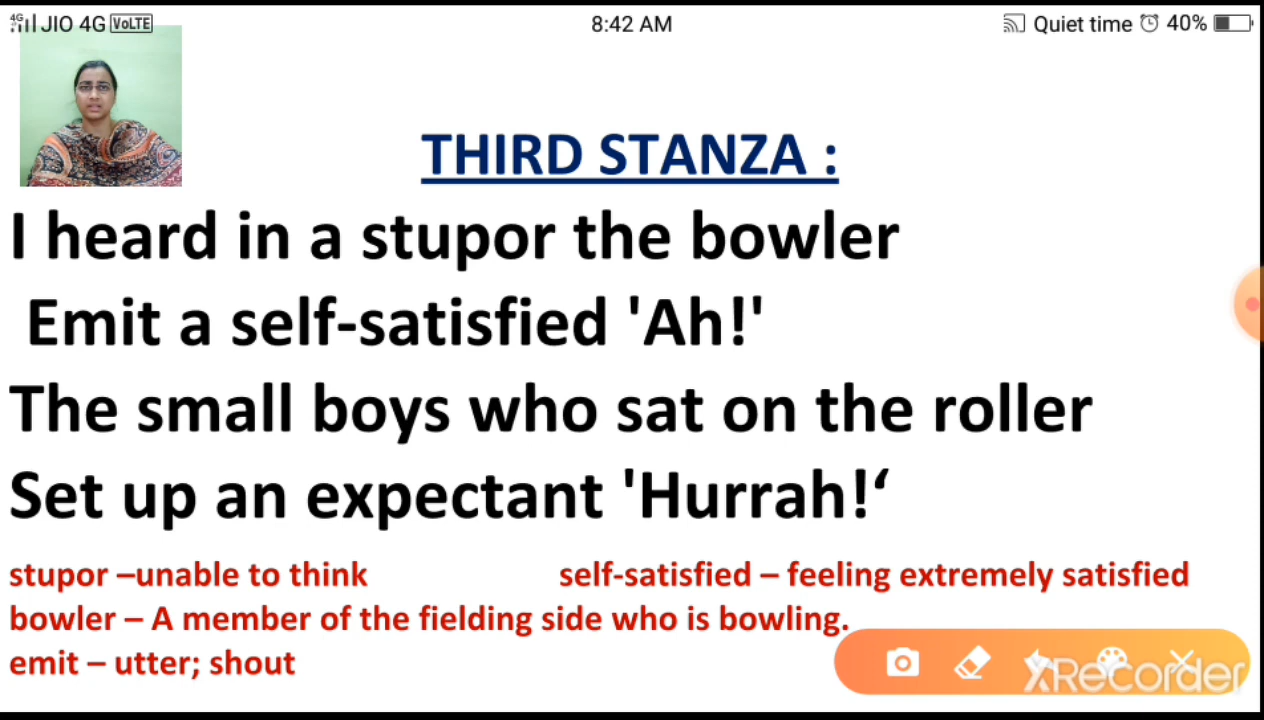 4G JIO 4G VoLTE 8:42 AM Quiet time 40%
THIRD STANZA :
I heard in a stupor the bowler
Emit a self-satisfied 'Ah!'
The small boys who sat on the roller
Set up an expectant 'Hurrah!‘
stupor –unable to think self-satisfied – feeling extremely satisfied
bowler – A member of the fielding side who is bowling.
emit – utter; shout
XRecorder